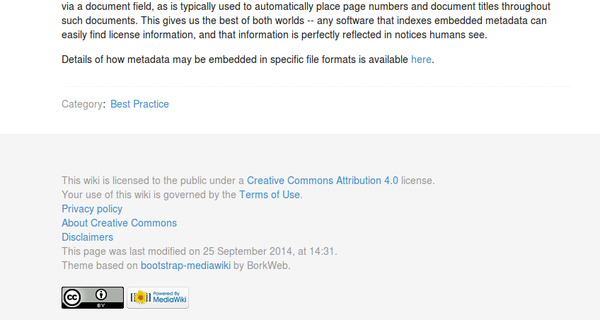 via a document field, as is typically used to automatically place page numbers and document titles throughout
such documents. This gives us the best of both worlds -- any software that indexes embedded metadata can
easily find license information, and that information is perfectly reflected in notices humans see.
Details of how metadata may be embedded in specific file formats is available here.
Category: Best Practice
This wiki is licensed to the public under a Creative Commons Attribution 4.0 license.
Your use of this wiki is governed by the Terms of Use.
Privacy policy
About Creative Commons
Disclaimers
This page was last modified on 25 September 2014, at 14:31.
Theme based on bootstrap-mediawiki by BorkWeb.
cc BY
Powered By
MediaWiki